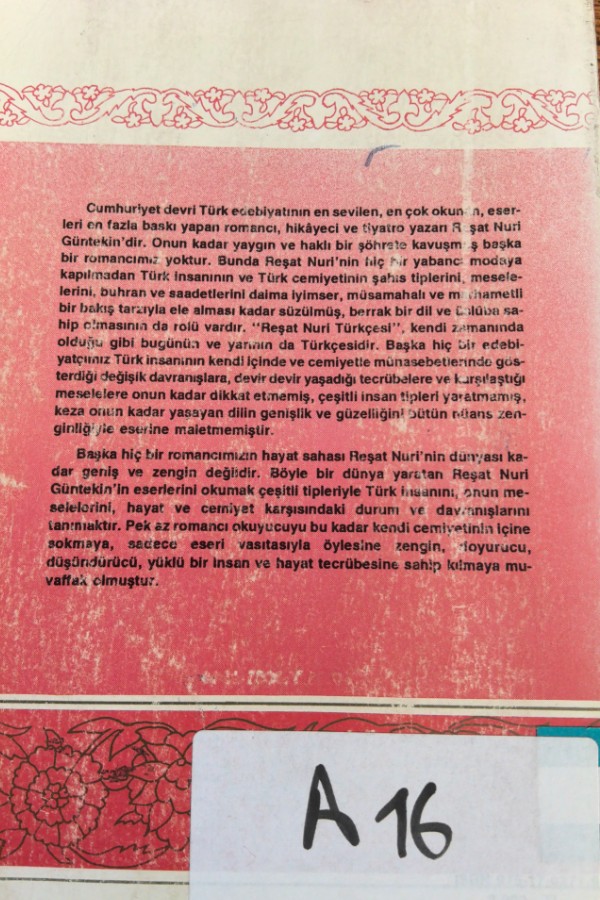 Cumhuriyet devri Türk edebiyatının en sevilen, en çok okunan, eser-
leri en fazla baskı yapan romancı, hikâyeci ve tiyatro yazarı Reşat Nuri
Güntekin'dir. Onun kadar yaygın ve haklı bir şöhrete kavuşmuş başka
bir romancımız yoktur. Bunda Reşat Nuri'nin hiç bir yabancı modaya
kapılmadan Türk insanının ve Türk cemiyetinin şahıs tiplerini, mesele-
lerini, buhran ve saadetlerini daima iyimser, müsamahalı ve merhametli
bir bakış tarzıyla ele alması kadar süzülmüş, berrak bir dil ve üslûba sa-
hip olmasının da rolü vardır. "Reşat Nuri Türkçesi", kendi zamanında
olduğu gibi bugünün ve yarının da Türkçesidir. Başka hiç bir edebi-
yatçımız Türk insanının kendi içinde ve cemiyetle münasebetlerinde gös-
terdiği değişik davranışlara, devir devir yaşadığı tecrübelere ve karşılaştığı
meselelere onun kadar dikkat etmemiş, çeşitli insan tipleri yaratmamış,
keza onun kadar yaşayan dilin genişlik ve güzelliğini bütün nüans zen-
ginliğiyle eserine maletmemiştir.
Başka hiç bir romancımızın hayat sahası Reşat Nuri'nin dünyası ka-
dar geniş ve zengin değildir. Böyle bir dünya yaratan Reşat Nuri
Güntekin'in eserlerini okumak çeşitli tipleriyle Türk insanını, onun me-
selelerini, hayat ve cemiyet karşısındaki durum ve davranışlarını
tanımaktır. Pek az romancı okuyucuyu bu kadar kendi cemiyetinin içine
sokmaya, sadece eseri vasıtasıyla öylesine zengin, doyurucu,
düşündürücü, yüklü bir insan ve hayat tecrübesine sahip kılmaya mu-
vaffak olmuştur.
A 16